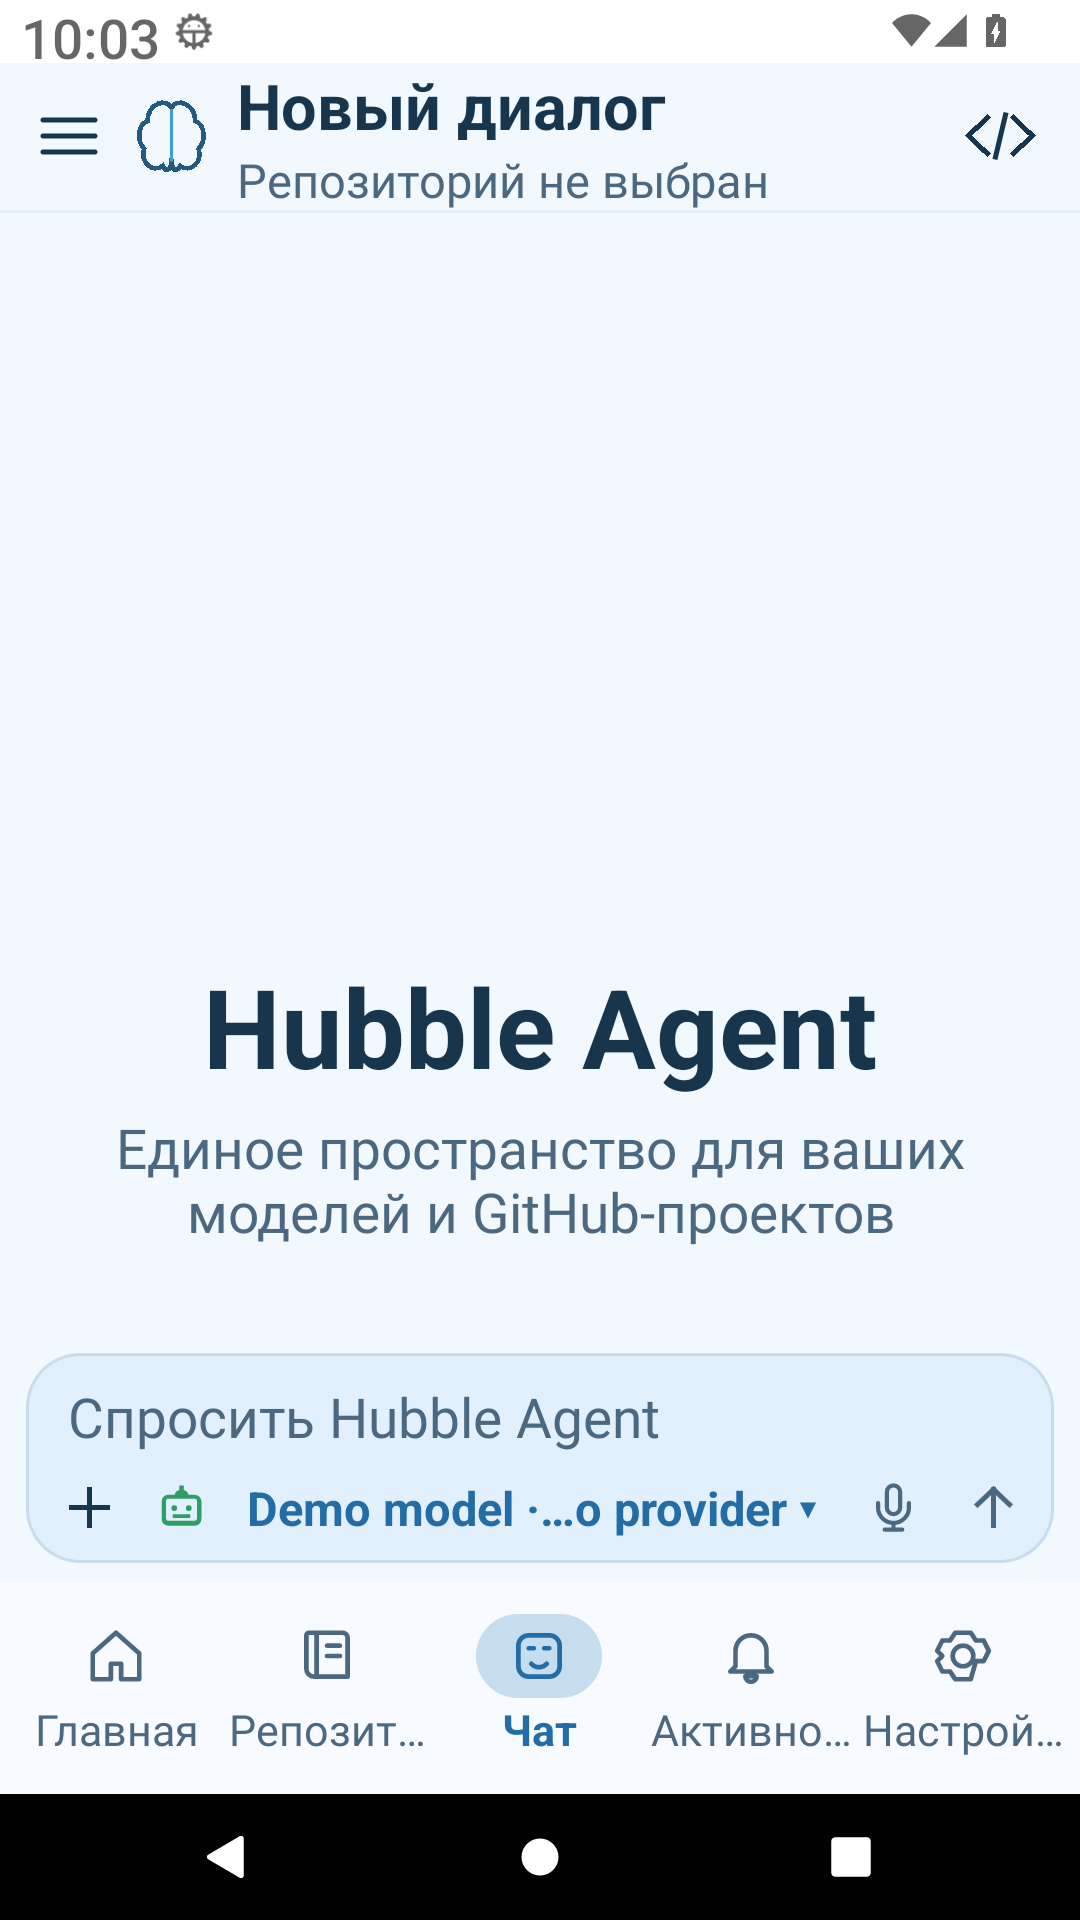 10:03
Новый диалог
Репозиторий не выбран
Hubble Agent
Единое пространство для ваших
моделей и GitHub-проектов
Спросить Hubble Agent
Demo model ·…o provider ▾
Главная
Репозит…
Чат
Активно…
Настрой…